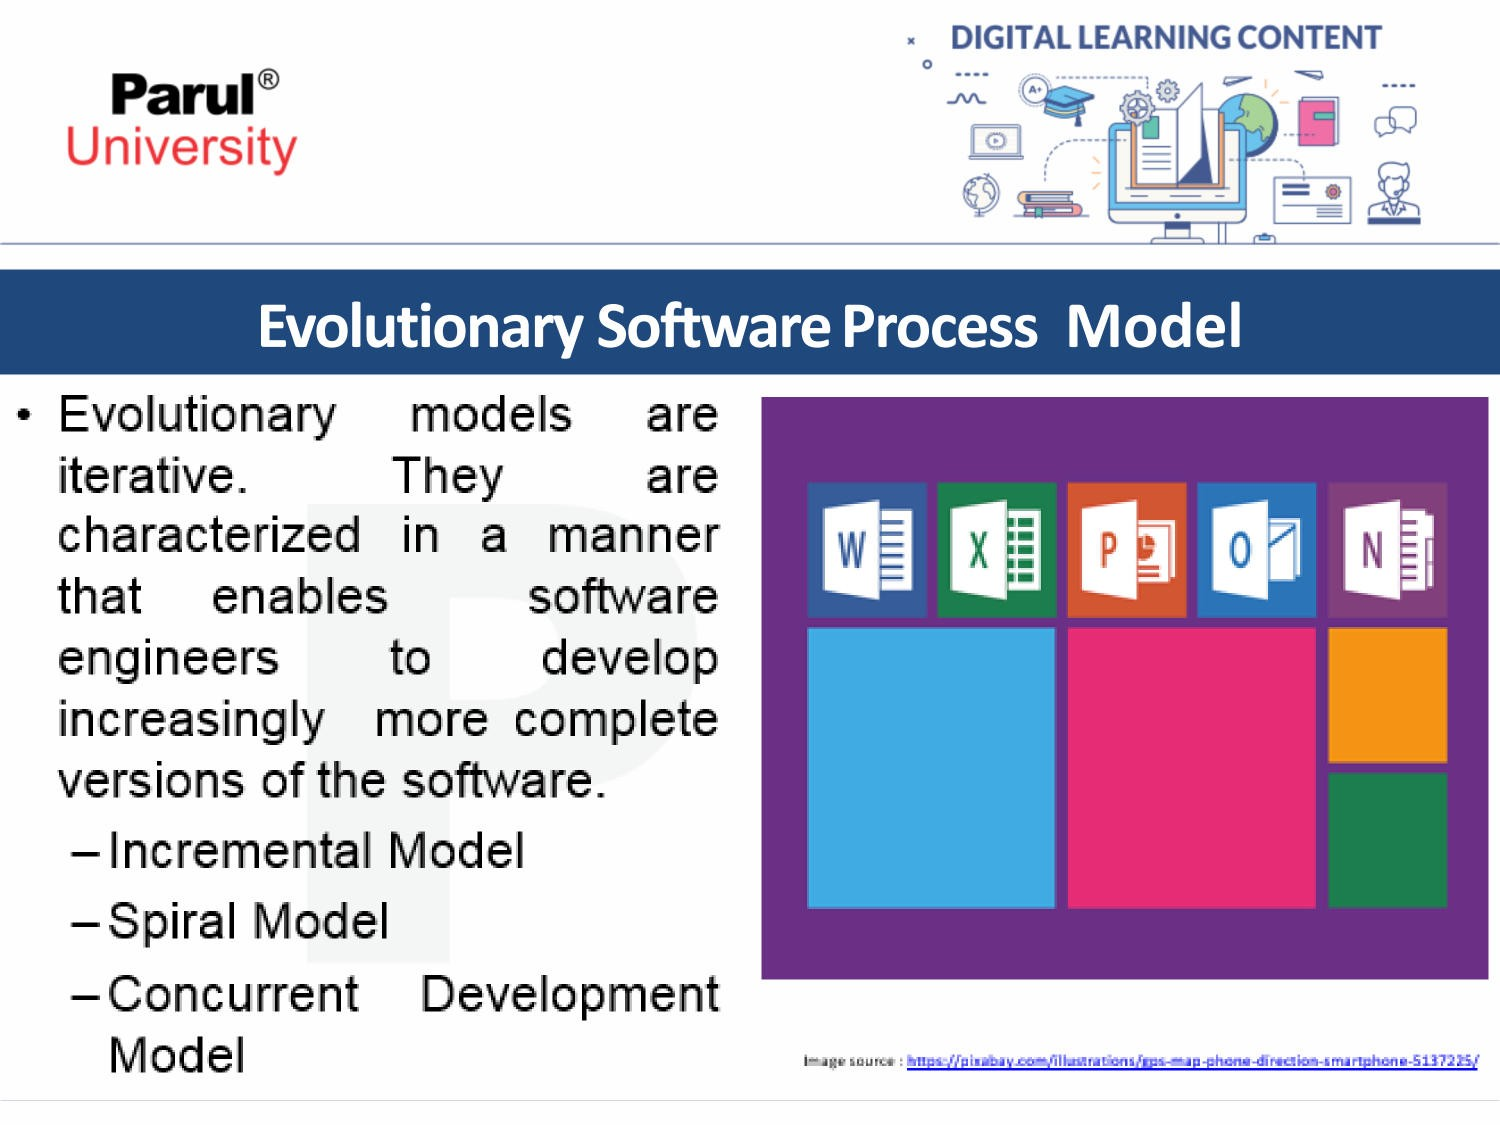 DIGITAL LEARNING CONTENT
Parul®
University
A+
Evolutionary Software Process Model
• Evolutionary models are
iterative. They are
characterized in a manner
that enables software
engineers to develop
increasingly more complete
versions of the software.
– Incremental Model
– Spiral Model
– Concurrent Development
Model
W X P O N
Image source : https://pixabay.com/illustrations/gps-map-phone-direction-smartphone-5137225/